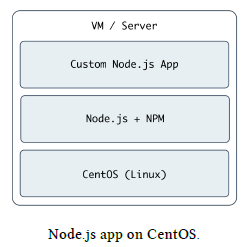 VM / Server
Custom Node.js App
Node.js + NPM
CentOS (Linux)
Node.js app on CentOS.